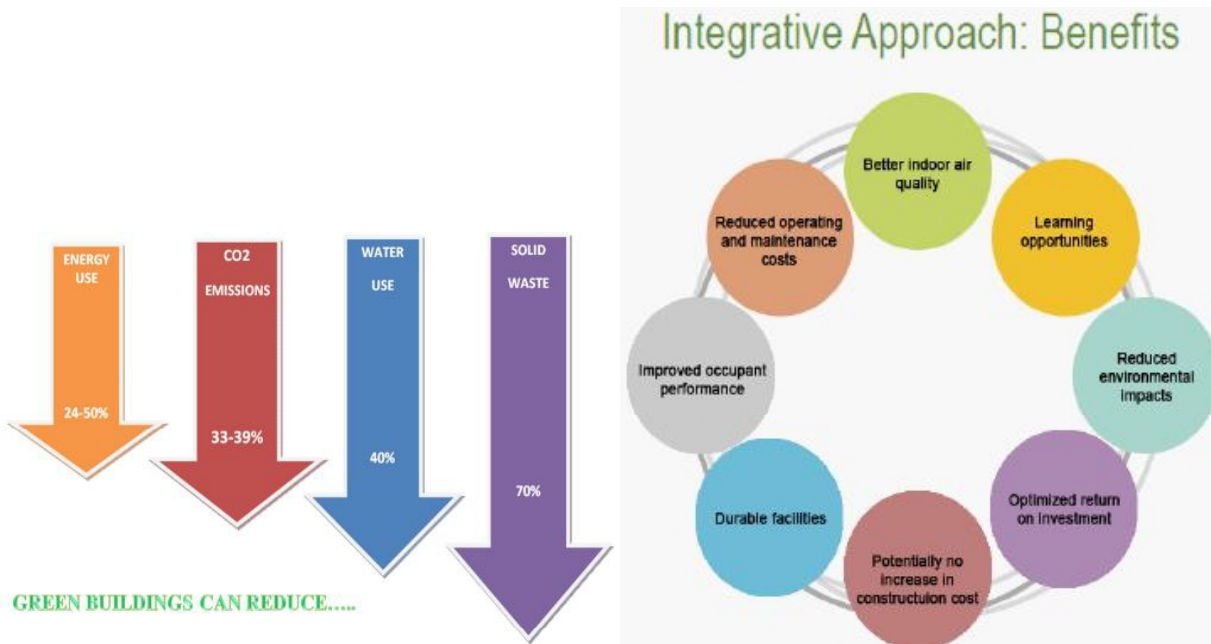 ENERGY
USE
24-50%
CO2
EMISSIONS
33-39%
WATER
USE
40%
SOLID
WASTE
70%
GREEN BUILDINGS CAN REDUCE.....
Integrative Approach: Benefits
Better indoor air
quality
Learning
opportunities
Reduced
environmental
impacts
Optimized return
on investment
Potentially no
increase in
constructuion cost
Durable facilities
Improved occupant
performance
Reduced operating
and maintenance
costs